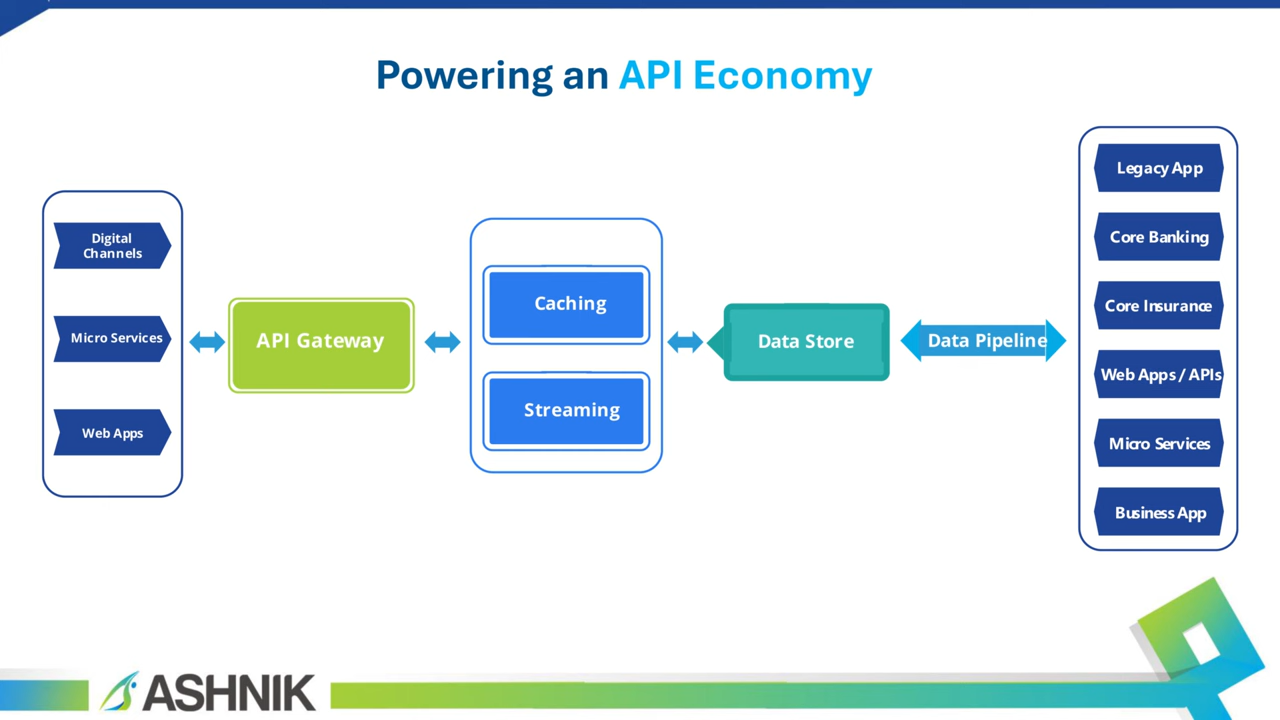 Powering an API Economy
Digital
Channels
Micro Services
Web Apps
API Gateway
Caching
Streaming
Data Store
Data Pipeline
Legacy App
Core Banking
Core Insurance
Web Apps / APIs
Micro Services
Business App
ASHNIK